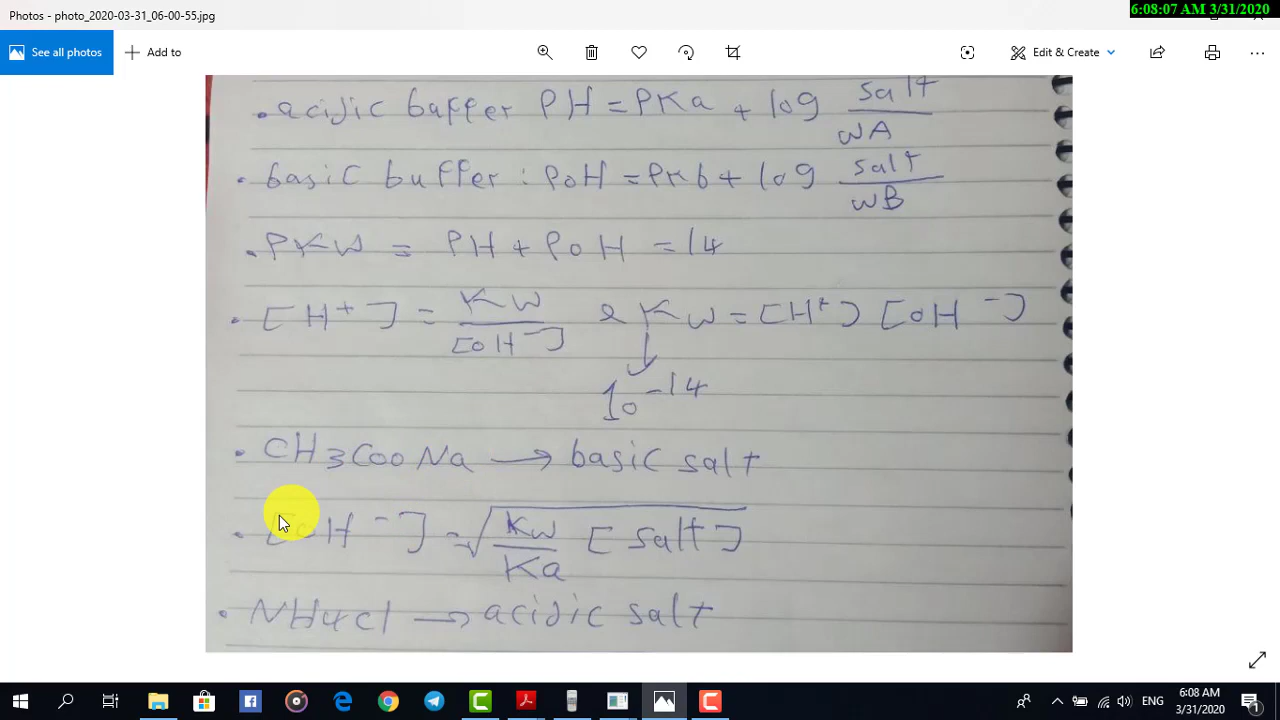 Photos - photo_2020-03-31_06-00-55.jpg
6:08:07 AM 3/31/2020
See all photos
Add to
Edit & Create
• acidic buffer PH = PKa + log salt / WA
• basic buffer : POH = PKb + log salt / WB
• PKW = PH + POH = 14
• [H+] = KW / [OH-] & KW = [H+) [OH-]
10^-14
• CH3COO Na → basic salt
• [OH-] = √ Kw / Ka [salt]
• NH4Cl → acidic salt
ENG
6:08 AM
3/31/2020
1